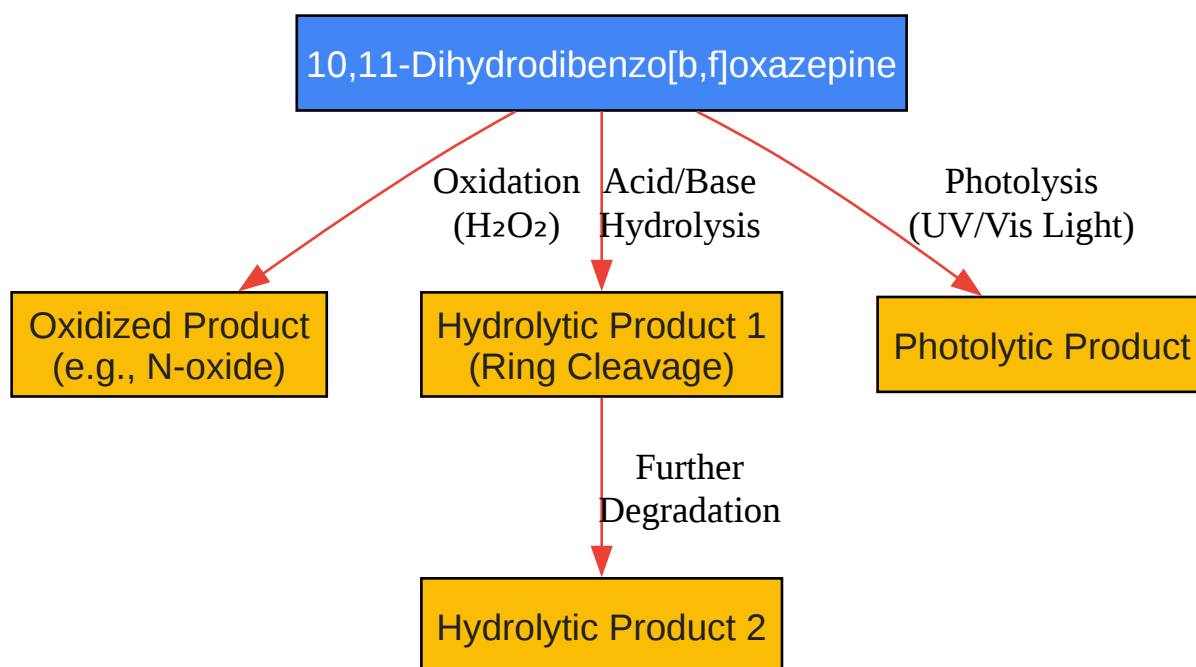 10,11-Dihydrodibenzo[b,f]oxazepine
Oxidation
(H₂O₂)
Acid/Base
Hydrolysis
Photolysis
(UV/Vis Light)
Oxidized Product
(e.g., N-oxide)
Hydrolytic Product 1
(Ring Cleavage)
Photolytic Product
Further
Degradation
Hydrolytic Product 2